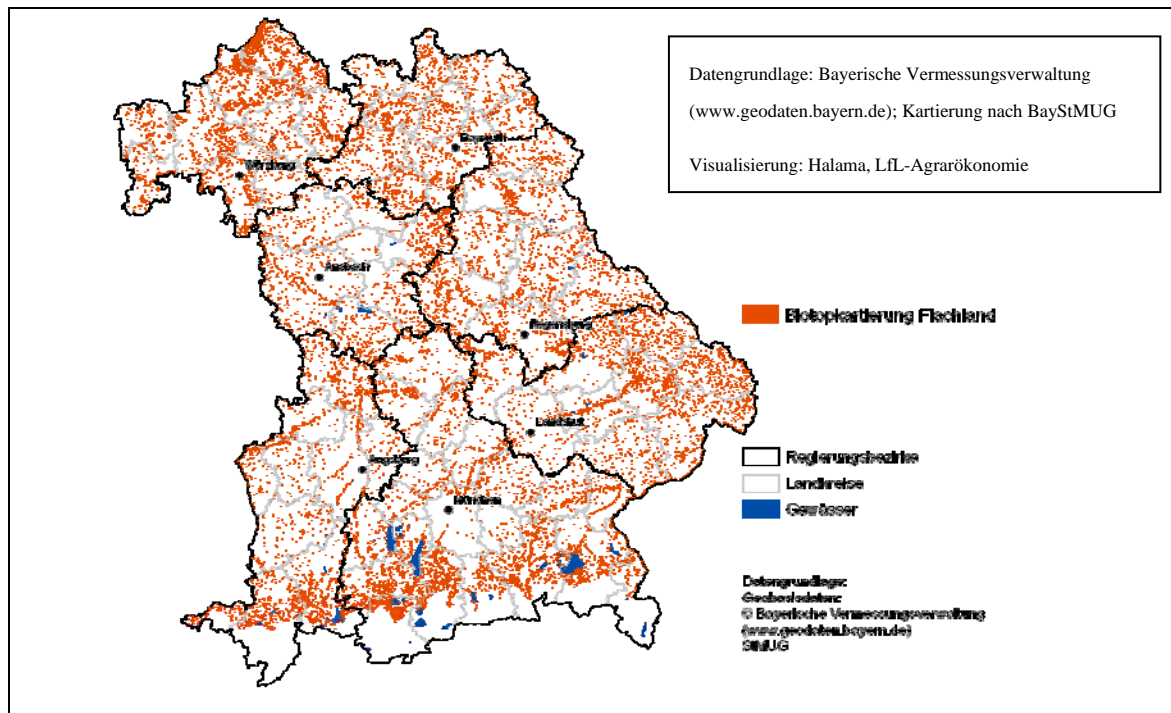 Datengrundlage: Bayerische Vermessungsverwaltung
(www.geodaten.bayern.de); Kartierung nach BayStMUG
Visualisierung: Halama, LfL-Agrarökonomie
Bayreuth
Würzburg
Ansbach
Regensburg
Landshut
Augsburg
München
Biotopkartierung Flachland
Regierungsbezirke
Landkreise
Gewässer
Datengrundlage:
Geobasisdaten:
© Bayerische Vermessungsverwaltung
(www.geodaten.bayern.de)
StMUG